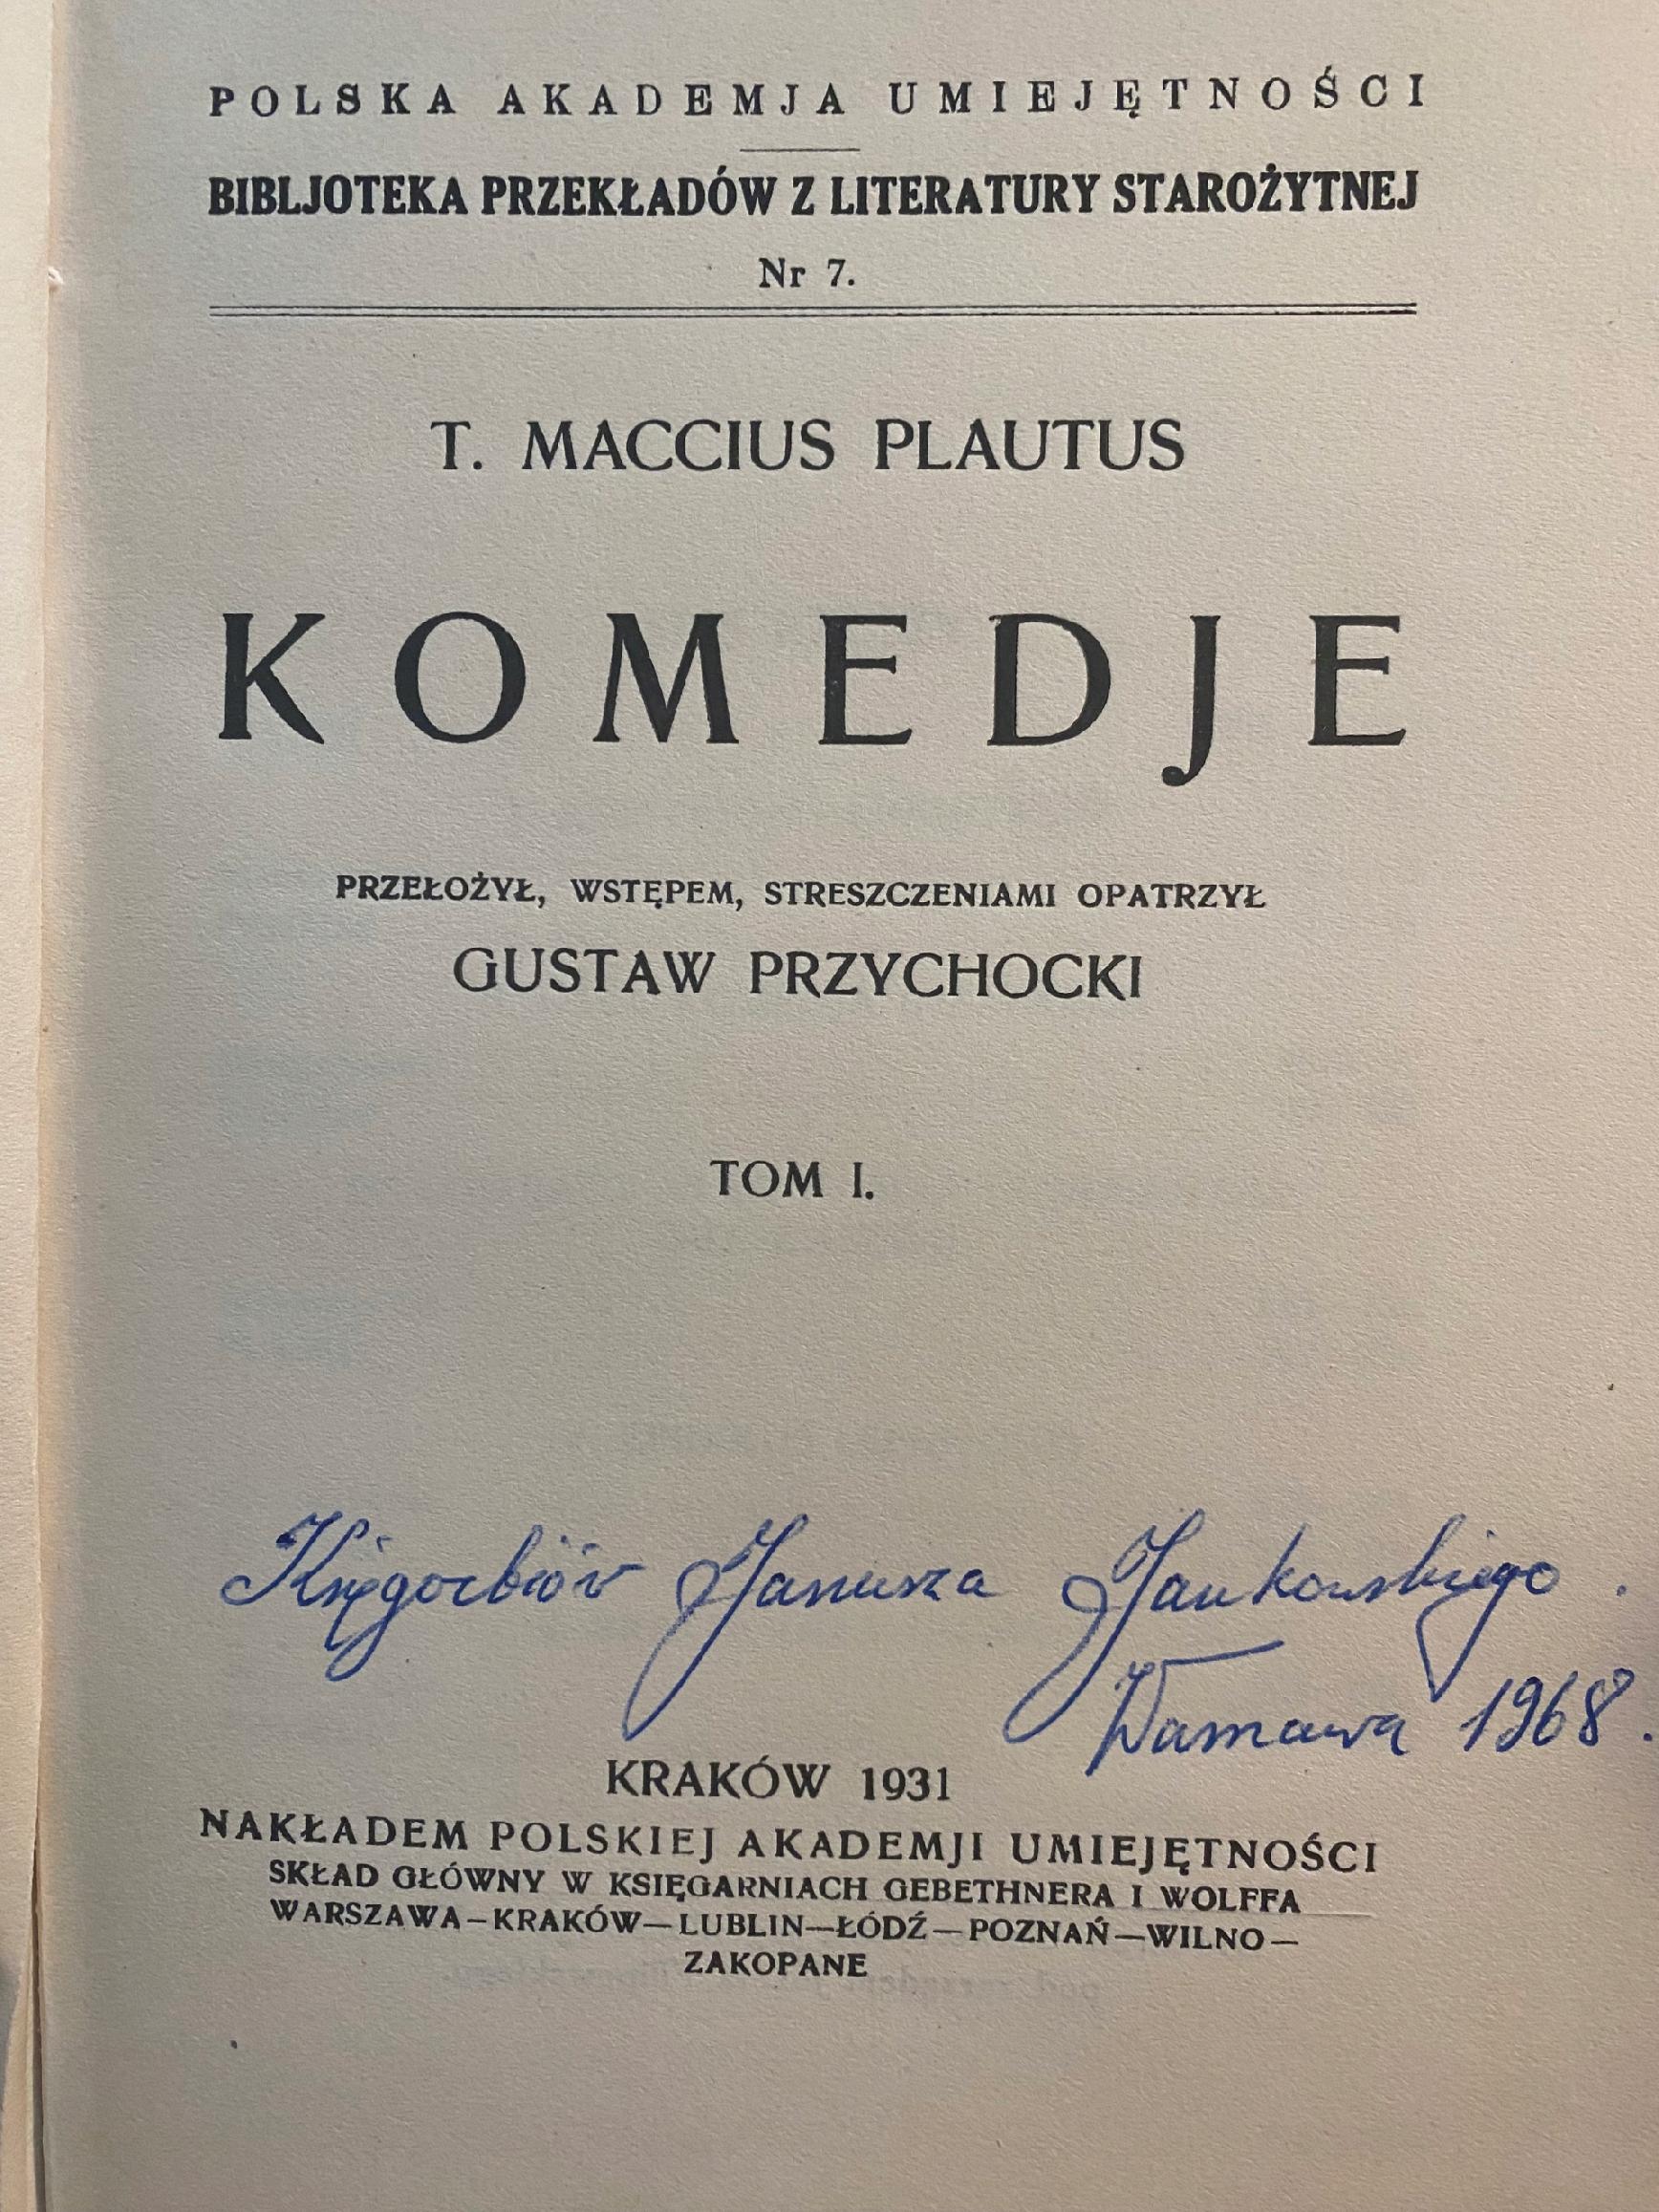 POLSKA AKADEMJA UMIEJĘTNOŚCI
BIBLJOTEKA PRZEKŁADÓW Z LITERATURY STAROŻYTNEJ
Nr 7.
T. MACCIUS PLAUTUS
KOMEDJE
PRZEŁOŻYŁ, WSTĘPEM, STRESZCZENIAMI OPATRZYŁ
GUSTAW PRZYCHOCKI
TOM I.
Księgozbiór Janusza Jankowskiego.
Warszawa 1968.
KRAKÓW 1931
NAKŁADEM POLSKIEJ AKADEMJI UMIEJĘTNOŚCI
SKŁAD GŁÓWNY W KSIĘGARNIACH GEBETHNERA I WOLFFA
WARSZAWA—KRAKÓW—LUBLIN—ŁÓDŹ—POZNAŃ—WILNO—
ZAKOPANE